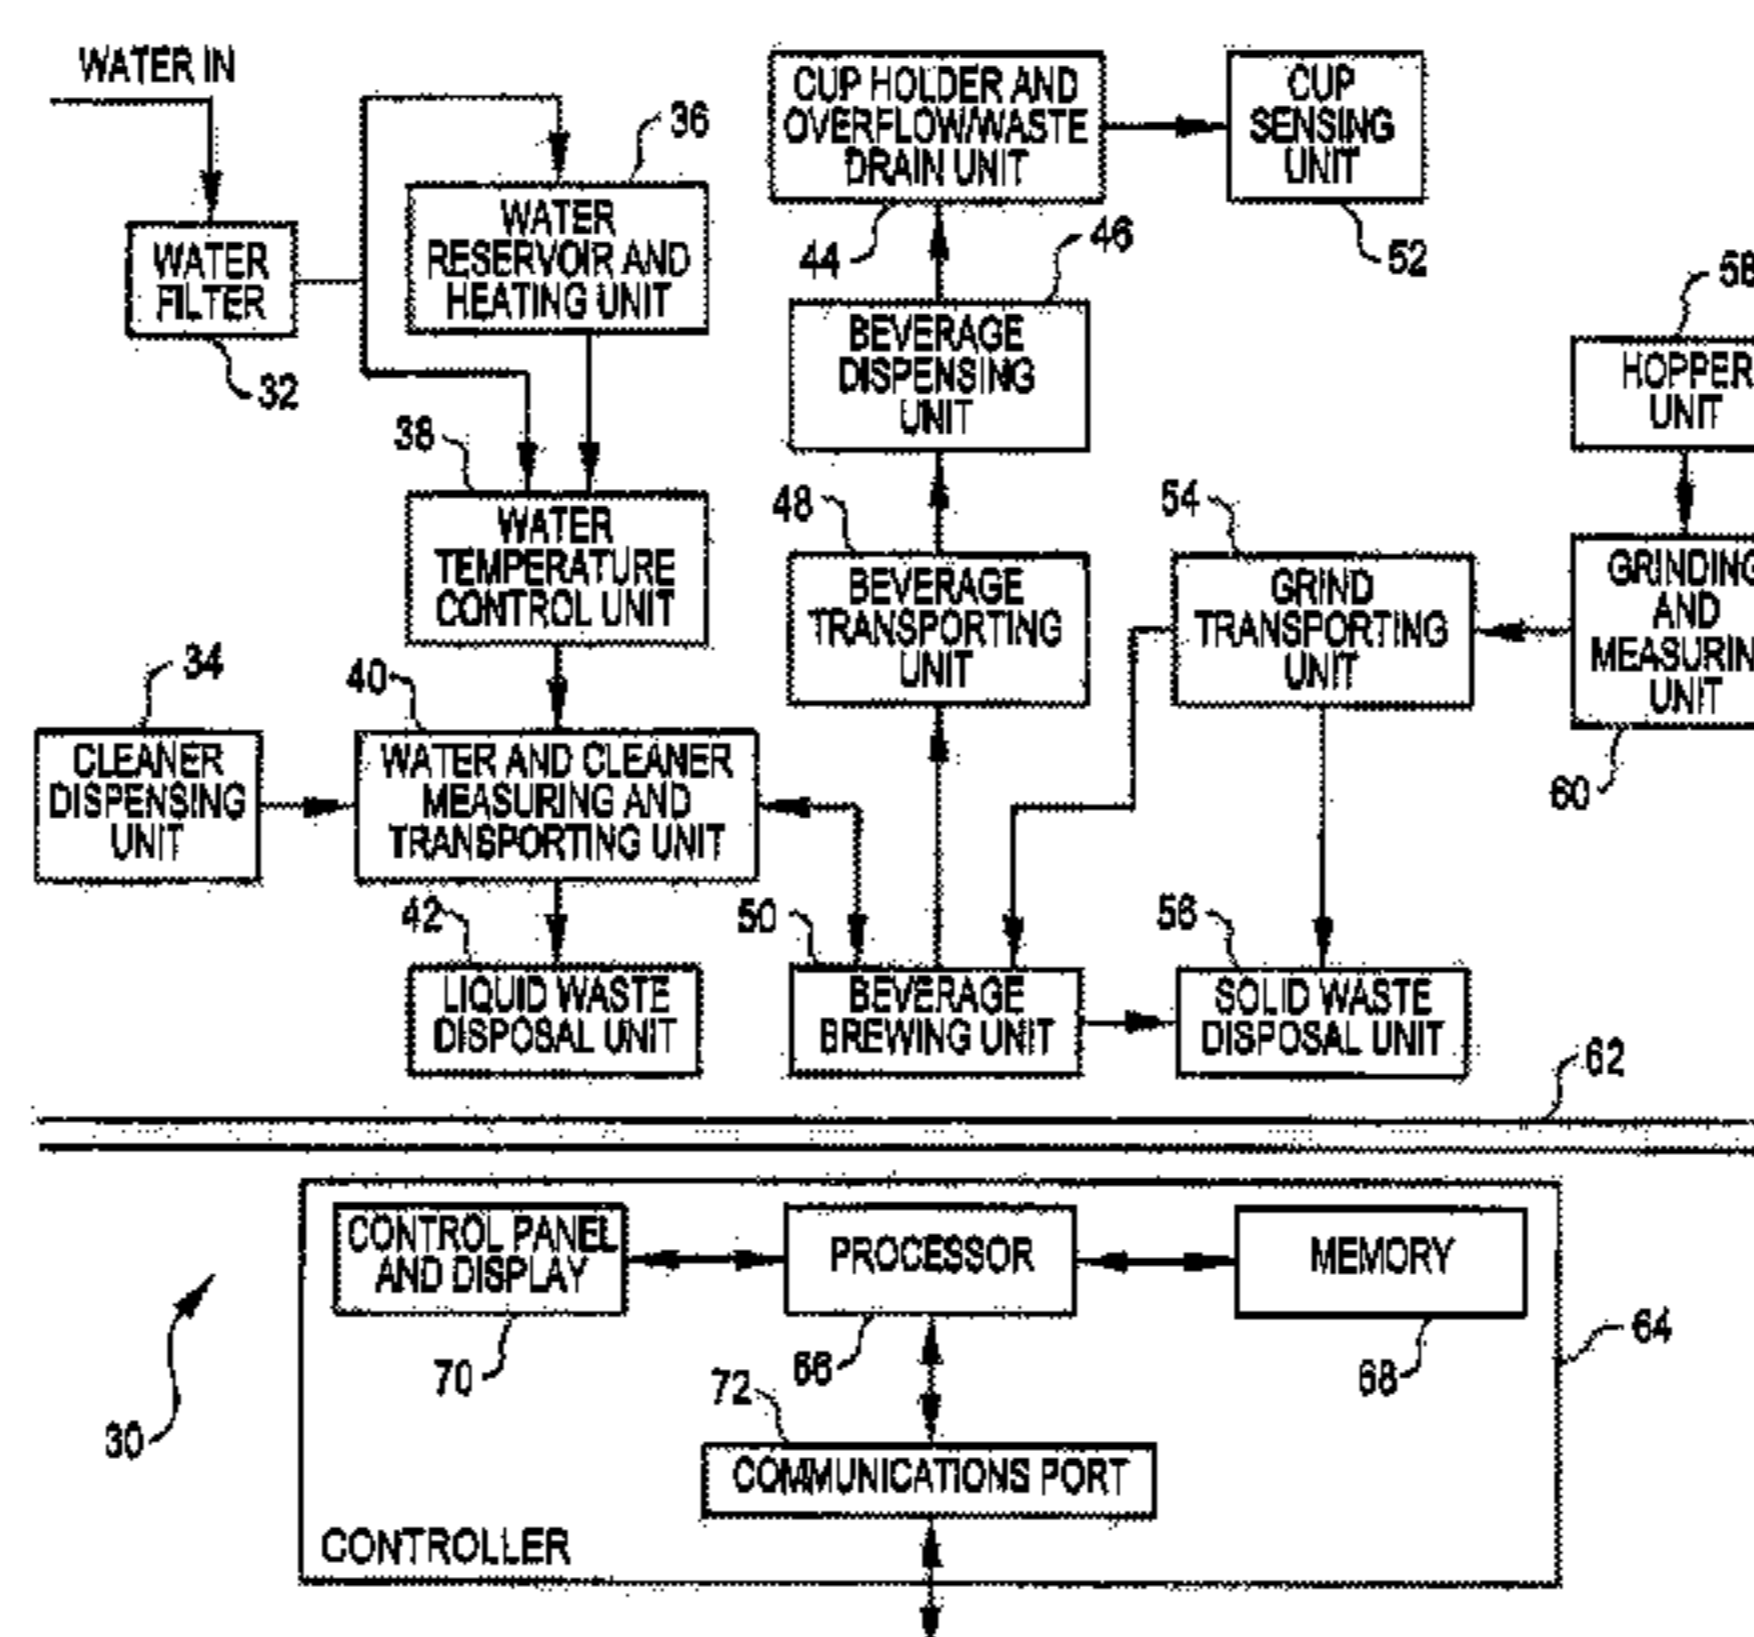 WATER IN
36
CUP HOLDER AND
OVERFLOW/WASTE
DRAIN UNIT
CUP
SENSING
UNIT
WATER
RESERVOIR AND
HEATING UNIT
44
46
52
58
WATER
FILTER
32
BEVERAGE
DISPENSING
UNIT
HOPPER
UNIT
38
48
54
WATER
TEMPERATURE
CONTROL UNIT
BEVERAGE
TRANSPORTING
UNIT
GRIND
TRANSPORTING
UNIT
GRINDING
AND
MEASURIN
UNIT
34
40
60
CLEANER
DISPENSING
UNIT
WATER AND CLEANER
MEASURING AND
TRANSPORTING UNIT
42
50
56
LIQUID WASTE
DISPOSAL UNIT
BEVERAGE
BREWING UNIT
SOLID WASTE
DISPOSAL UNIT
62
CONTROL PANEL
AND DISPLAY
PROCESSOR
MEMORY
70
66
68
64
72
30
COMMUNICATIONS PORT
CONTROLLER